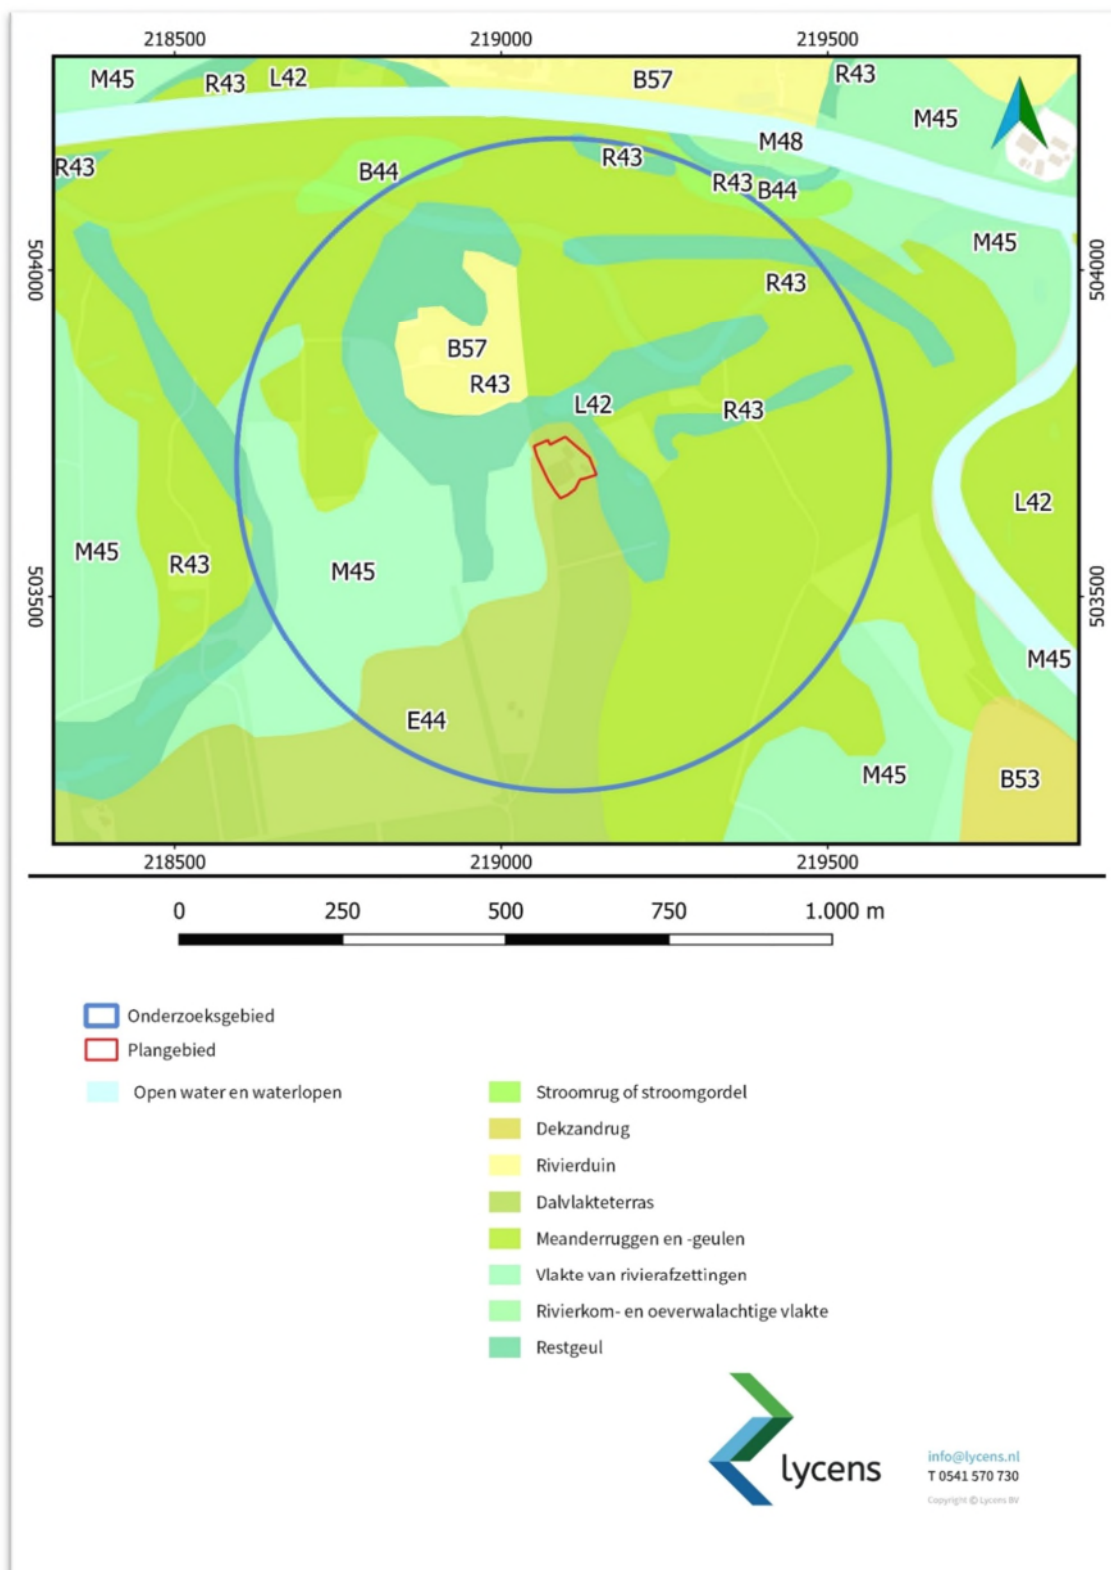 218500 219000 219500
M45 R43 L42 B57 R43
M45
M48
R43 B44 R43
R43 B44
M45
504000 R43 504000
B57
R43
L42 R43
L42
M45 R43 M45
503500 503500
M45
E44
M45 B53
218500 219000 219500
0 250 500 750 1.000 m
Onderzoeksgebied
Plangebied
Open water en waterlopen
Stroomrug of stroomgordel
Dekzandrug
Rivierduin
Dalvlakteterras
Meanderruggen en -geulen
Vlakte van rivierafzettingen
Rivierkom- en oeverwalachtige vlakte
Restgeul
lycens
info@lycens.nl
T 0541 570 730
Copyright © Lycens BV